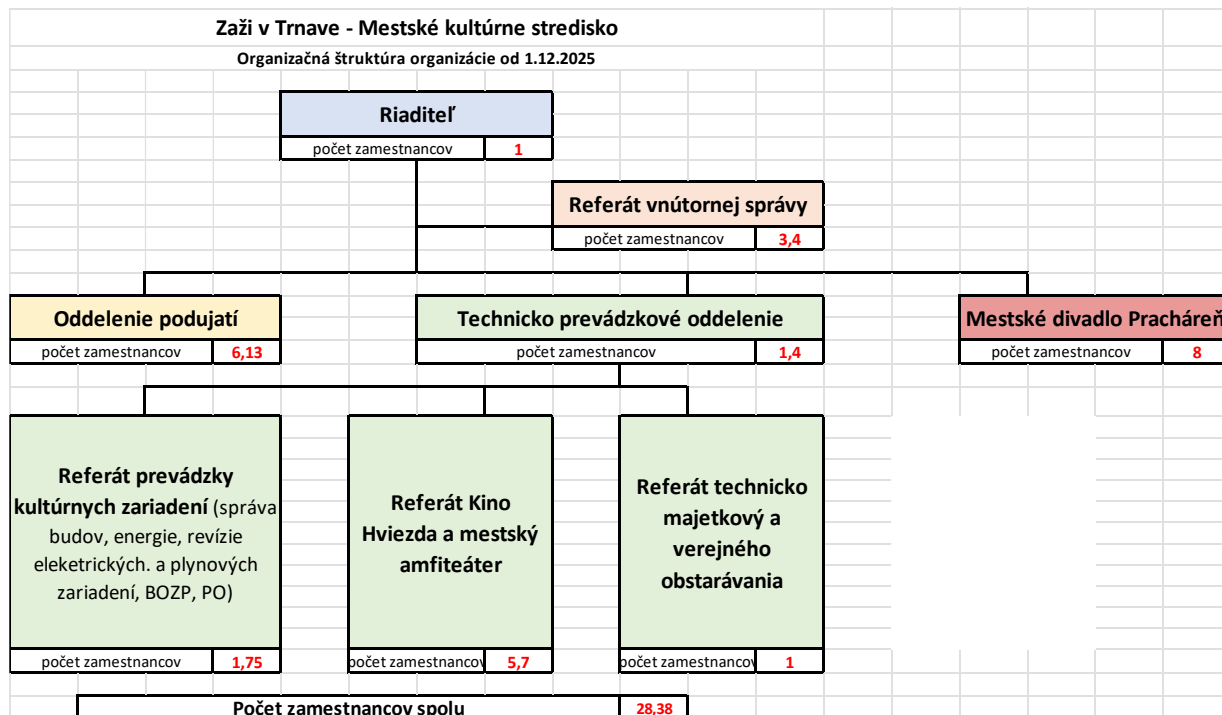 Zaži v Trnave - Mestské kultúrne stredisko
Organizačná štruktúra organizácie od 1.12.2025
Riaditeľ
počet zamestnancov 1
Referát vnútornej správy
počet zamestnancov 3,4
Oddelenie podujatí
počet zamestnancov 6,13
Technicko prevádzkové oddelenie
počet zamestnancov 1,4
Mestské divadlo Pracháreň
počet zamestnancov 8
Referát prevádzky
kultúrnych zariadení (správa
budov, energie, revízie
eleketrických. a plynových
zariadení, BOZP, PO)
počet zamestnancov 1,75
Referát Kino
Hviezda a mestský
amfiteáter
počet zamestnancov 5,7
Referát technicko
majetkový a
verejného
obstarávania
počet zamestnancov 1
Počet zamestnancov spolu 28,38